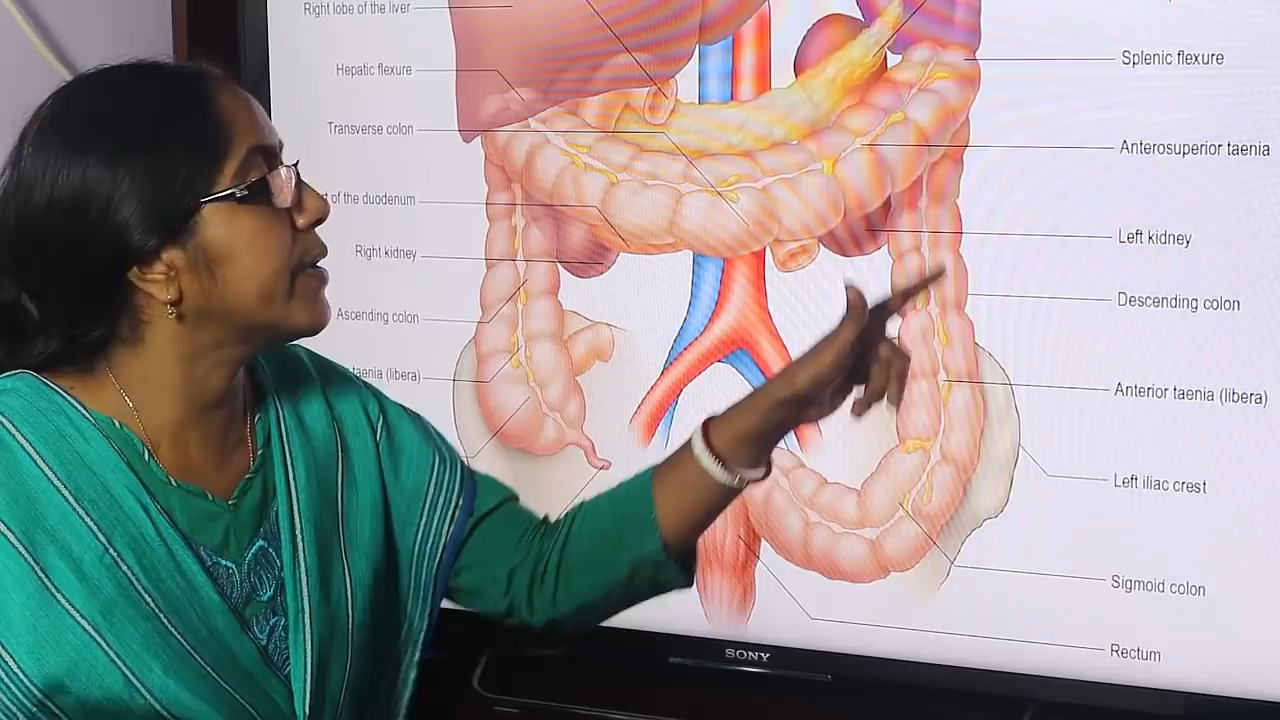 Right lobe of the liver
Hepatic flexure
Transverse colon
of the duodenum
Right kidney
Ascending colon
taenia (libera)
Splenic flexure
Anterosuperior taenia
Left kidney
Descending colon
Anterior taenia (libera)
Left iliac crest
Sigmoid colon
Rectum
SONY